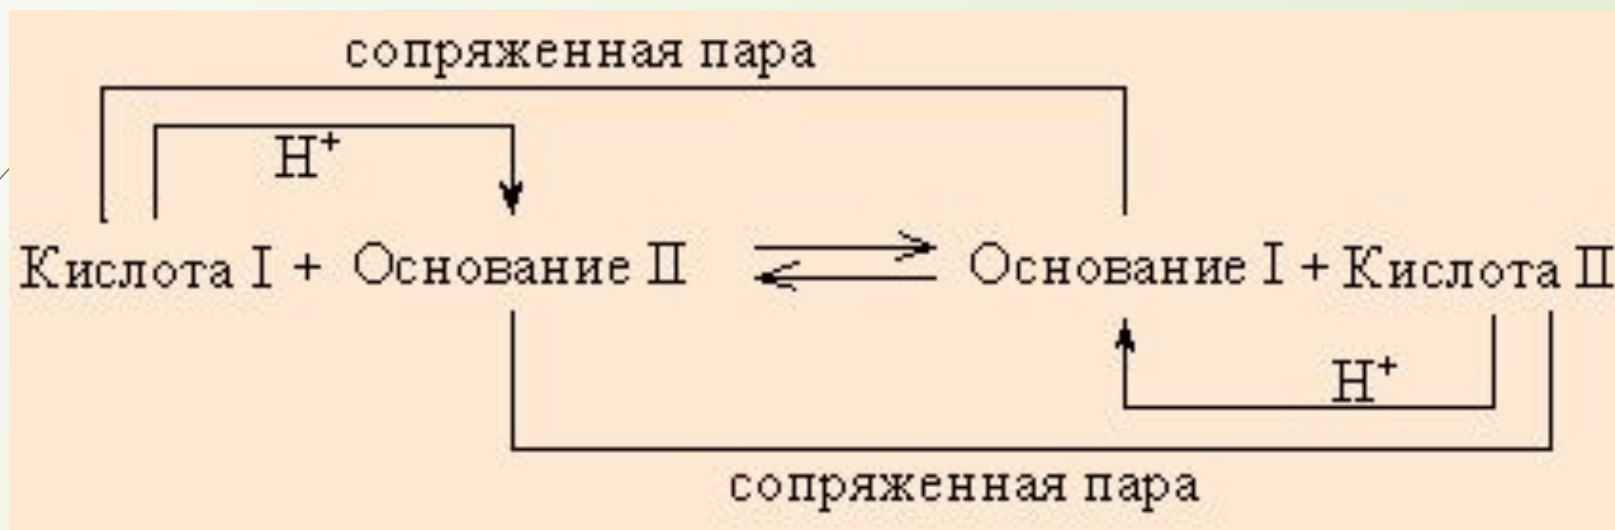 сопряженная пара
H⁺
Кислота I + Основание II ⇌ Основание I + Кислота II
H⁺
сопряженная пара